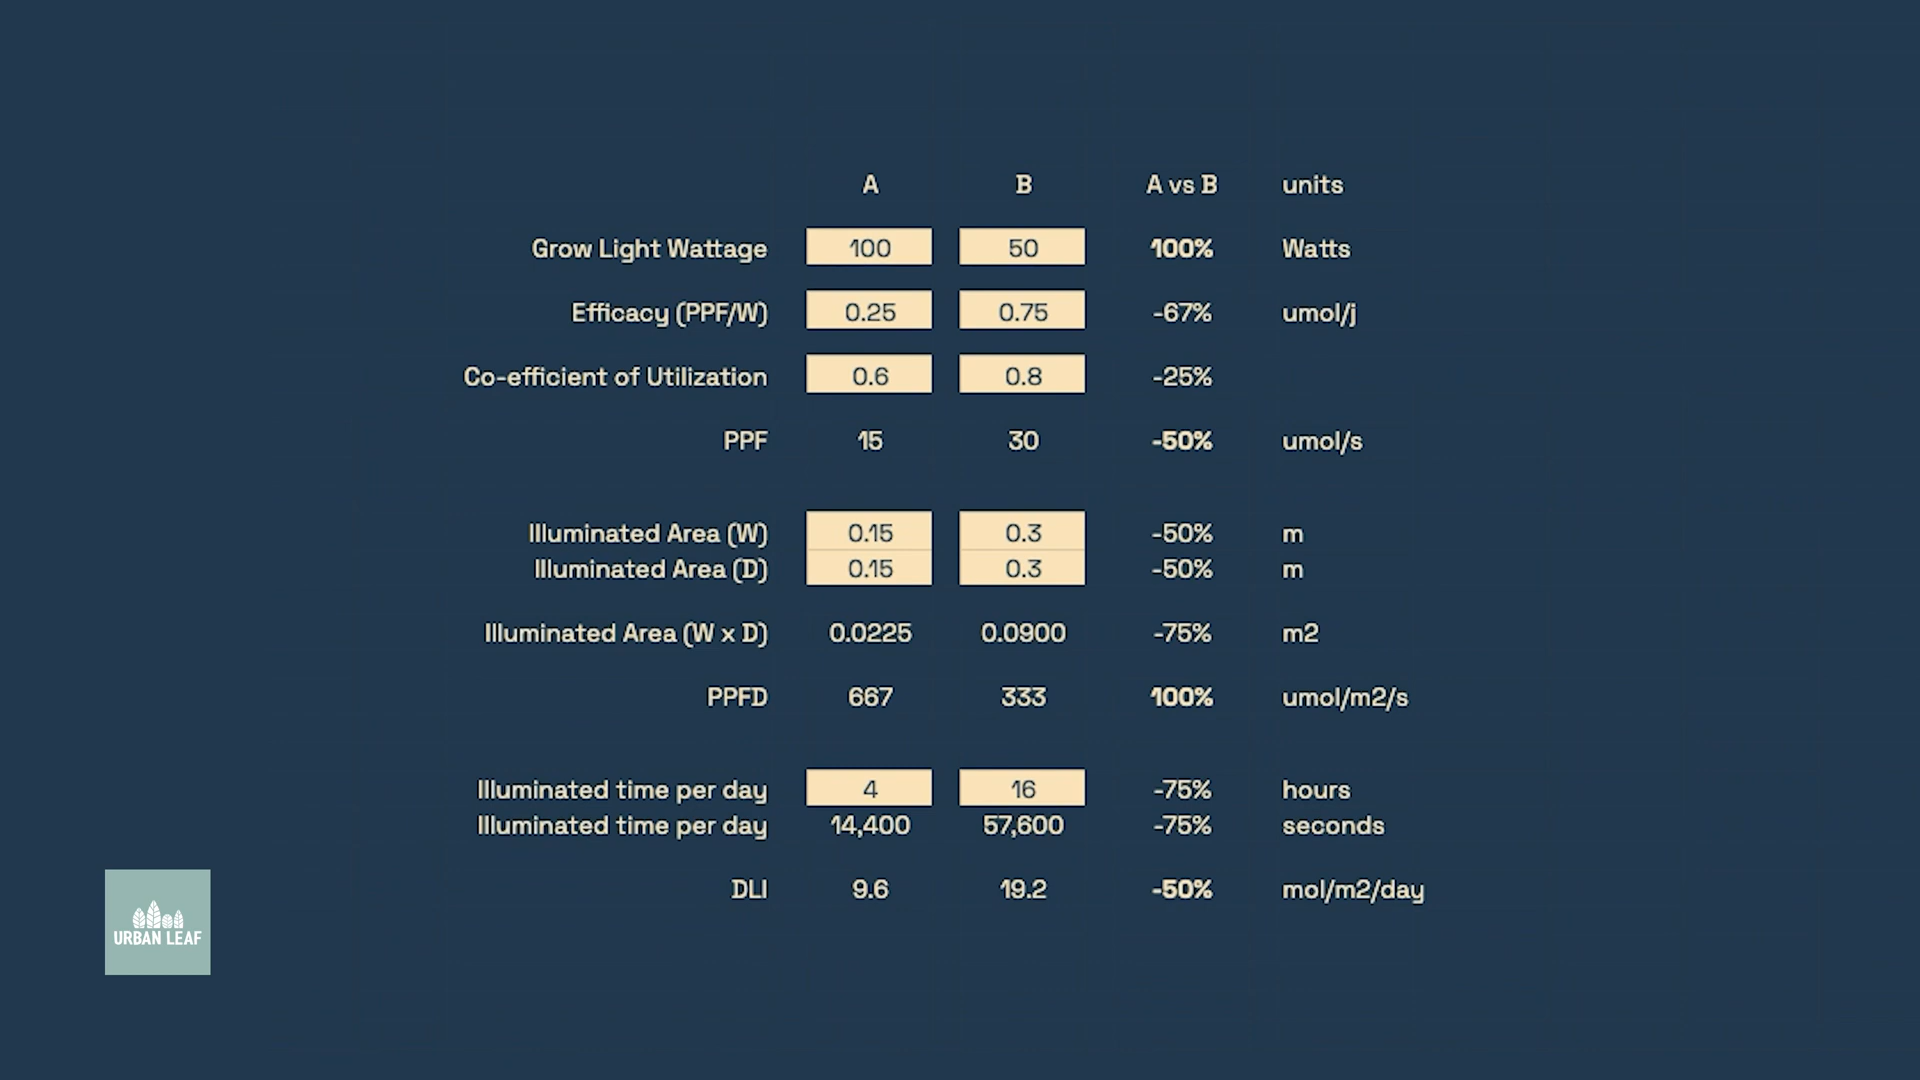 A B A vs B units
Grow Light Wattage 100 50 100% Watts
Efficacy (PPF/W) 0.25 0.75 -67% umol/j
Co-efficient of Utilization 0.6 0.8 -25%
PPF 15 30 -50% umol/s
Illuminated Area (W) 0.15 0.3 -50% m
Illuminated Area (D) 0.15 0.3 -50% m
Illuminated Area (W x D) 0.0225 0.0900 -75% m2
PPFD 667 333 100% umol/m2/s
Illuminated time per day 4 16 -75% hours
Illuminated time per day 14,400 57,600 -75% seconds
DLI 9.6 19.2 -50% mol/m2/day
URBAN LEAF